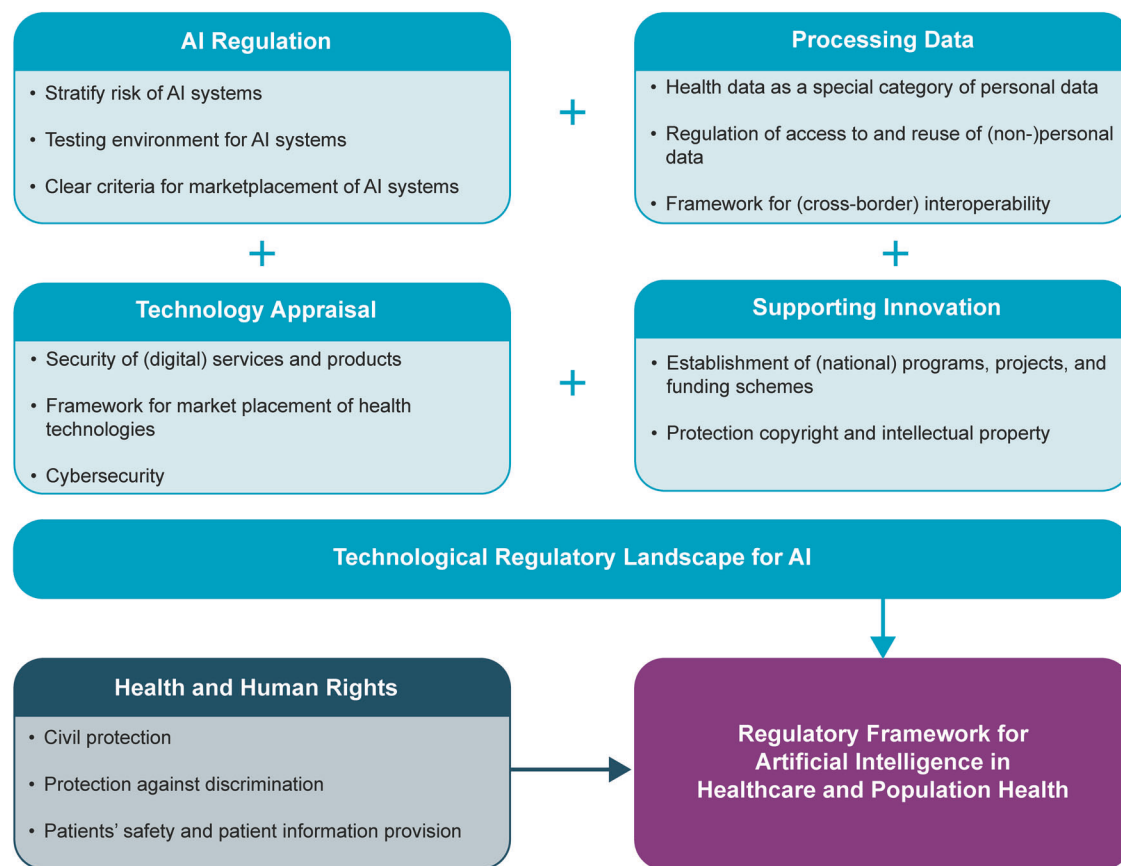 AI Regulation
• Stratify risk of AI systems
• Testing environment for AI systems
• Clear criteria for marketplacement of AI systems
+
Processing Data
• Health data as a special category of personal data
• Regulation of access to and reuse of (non-)personal
data
• Framework for (cross-border) interoperability
+
+
Technology Appraisal
• Security of (digital) services and products
• Framework for market placement of health
technologies
• Cybersecurity
+
Supporting Innovation
• Establishment of (national) programs, projects, and
funding schemes
• Protection copyright and intellectual property
Technological Regulatory Landscape for AI
Health and Human Rights
• Civil protection
• Protection against discrimination
• Patients’ safety and patient information provision
Regulatory Framework for
Artificial Intelligence in
Healthcare and Population Health